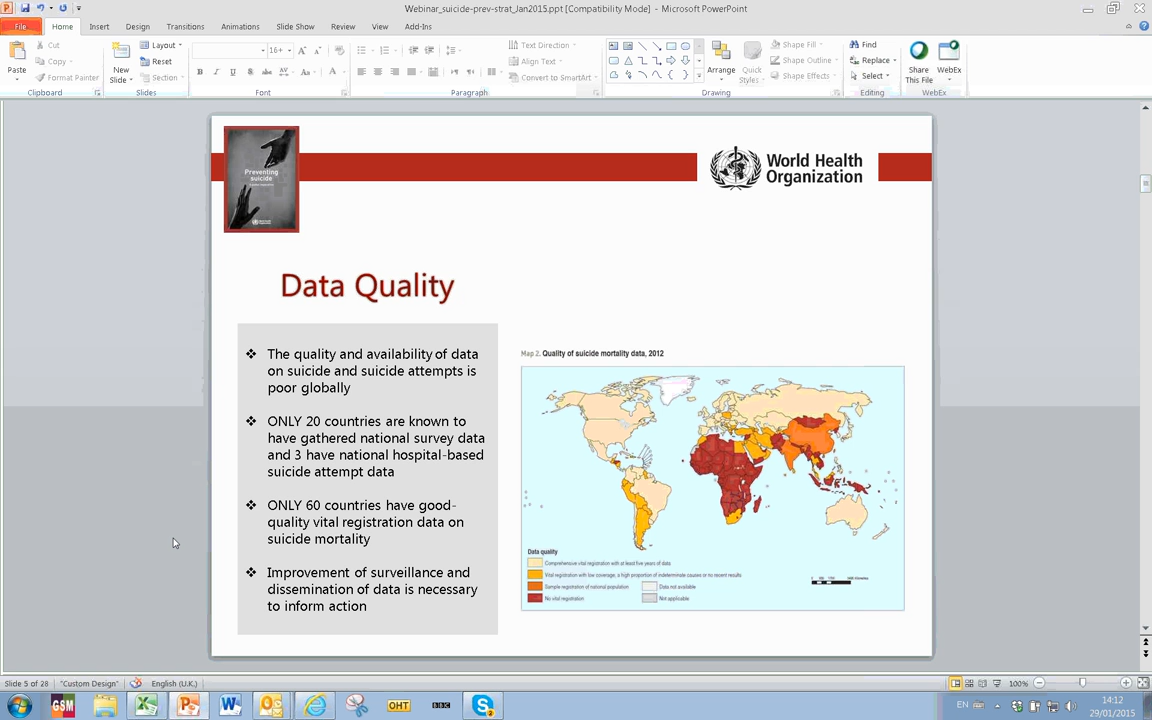 Webinar_suicide-prev-strat_Jan2015.ppt [Compatibility Mode] - Microsoft PowerPoint
File Home Insert Design Transitions Animations Slide Show Review View Add-Ins
Cut
Copy
Format Painter
Paste
Clipboard
New
Slide
Layout
Reset
Section
Slides
16+
Font
Text Direction
Align Text
Convert to SmartArt
Paragraph
Arrange
Quick
Styles
Shape Fill
Shape Outline
Shape Effects
Drawing
Find
Replace
Select
Editing
Share
This File
WebEx
WebEx
Preventing
suicide
World Health
Organization
Data Quality
❖ The quality and availability of data
on suicide and suicide attempts is
poor globally
❖ ONLY 20 countries are known to
have gathered national survey data
and 3 have national hospital-based
suicide attempt data
❖ ONLY 60 countries have good-
quality vital registration data on
suicide mortality
❖ Improvement of surveillance and
dissemination of data is necessary
to inform action
Map 2. Quality of suicide mortality data, 2012
Data quality
Comprehensive vital registration with at least five years of data
Vital registration with low coverage, a high proportion of indeterminate causes or no recent results
Sample registration of national population
Data not available
No vital registration
Not applicable
Slide 5 of 28
"Custom Design"
English (U.K.)
100%
GSM
OHT
BBC
EN
14:12
29/01/2015